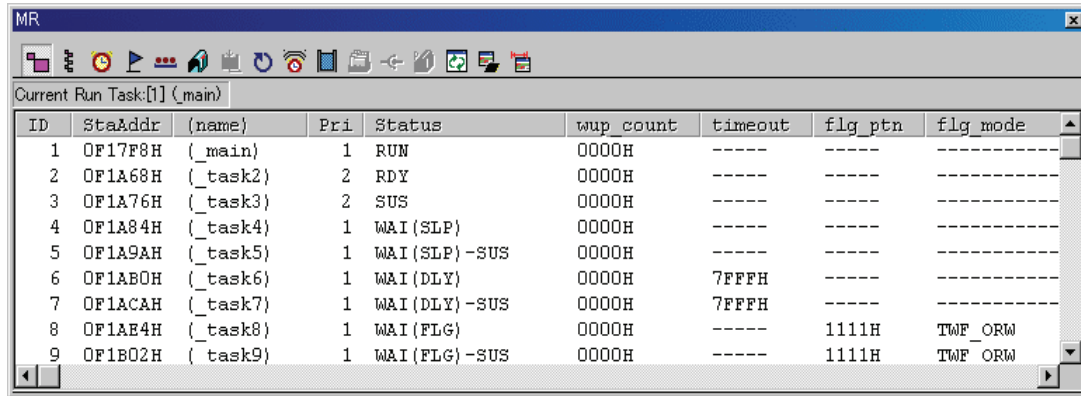 MR
Current Run Task:[1] (_main)
ID StaAddr (name) Pri Status wup_count timeout flg_ptn flg_mode
1 0F17F8H (_main) 1 RUN 0000H ----- ----- -----------
2 0F1A68H (_task2) 2 RDY 0000H ----- ----- -----------
3 0F1A76H (_task3) 2 SUS 0000H ----- ----- -----------
4 0F1A84H (_task4) 1 WAI(SLP) 0000H ----- ----- -----------
5 0F1A9AH (_task5) 1 WAI(SLP)-SUS 0000H ----- ----- -----------
6 0F1AB0H (_task6) 1 WAI(DLY) 0000H 7FFFH ----- -----------
7 0F1ACAH (_task7) 1 WAI(DLY)-SUS 0000H 7FFFH ----- -----------
8 0F1AE4H (_task8) 1 WAI(FLG) 0000H ----- 1111H TWF_ORW
9 0F1B02H (_task9) 1 WAI(FLG)-SUS 0000H ----- 1111H TWF_ORW